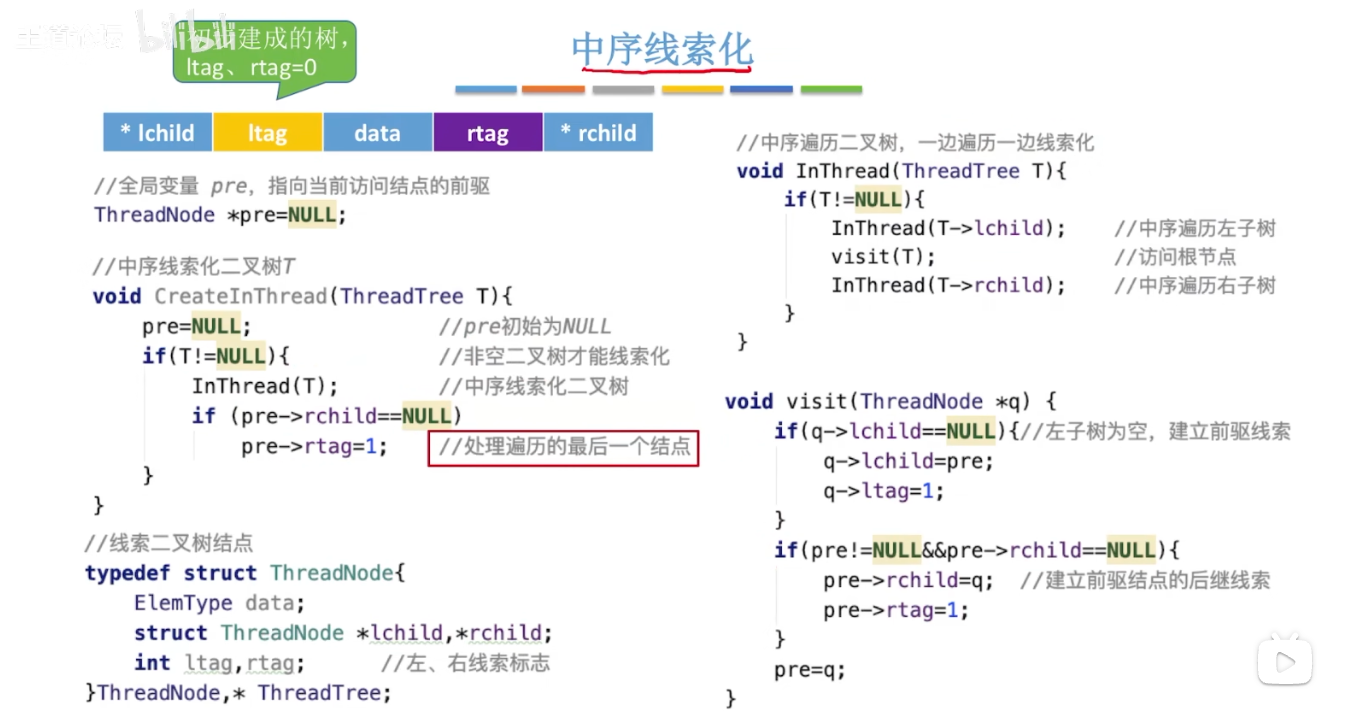 初步建成的树，
ltag、rtag=0
bilibili
中序线索化
* lchild ltag data rtag * rchild
//全局变量 pre，指向当前访问结点的前驱
ThreadNode *pre=NULL;
//中序线索化二叉树T
void CreateInThread(ThreadTree T){
pre=NULL; //pre初始为NULL
if(T!=NULL){ //非空二叉树才能线索化
InThread(T); //中序线索化二叉树
if (pre->rchild==NULL)
pre->rtag=1; //处理遍历的最后一个结点
}
}
//线索二叉树结点
typedef struct ThreadNode{
ElemType data;
struct ThreadNode *lchild,*rchild;
int ltag,rtag; //左、右线索标志
}ThreadNode,* ThreadTree;
//中序遍历二叉树，一边遍历一边线索化
void InThread(ThreadTree T){
if(T!=NULL){
InThread(T->lchild); //中序遍历左子树
visit(T); //访问根节点
InThread(T->rchild); //中序遍历右子树
}
}
void visit(ThreadNode *q) {
if(q->lchild==NULL){//左子树为空，建立前驱线索
q->lchild=pre;
q->ltag=1;
}
if(pre!=NULL&&pre->rchild==NULL){
pre->rchild=q; //建立前驱结点的后继线索
pre->rtag=1;
}
pre=q;
}